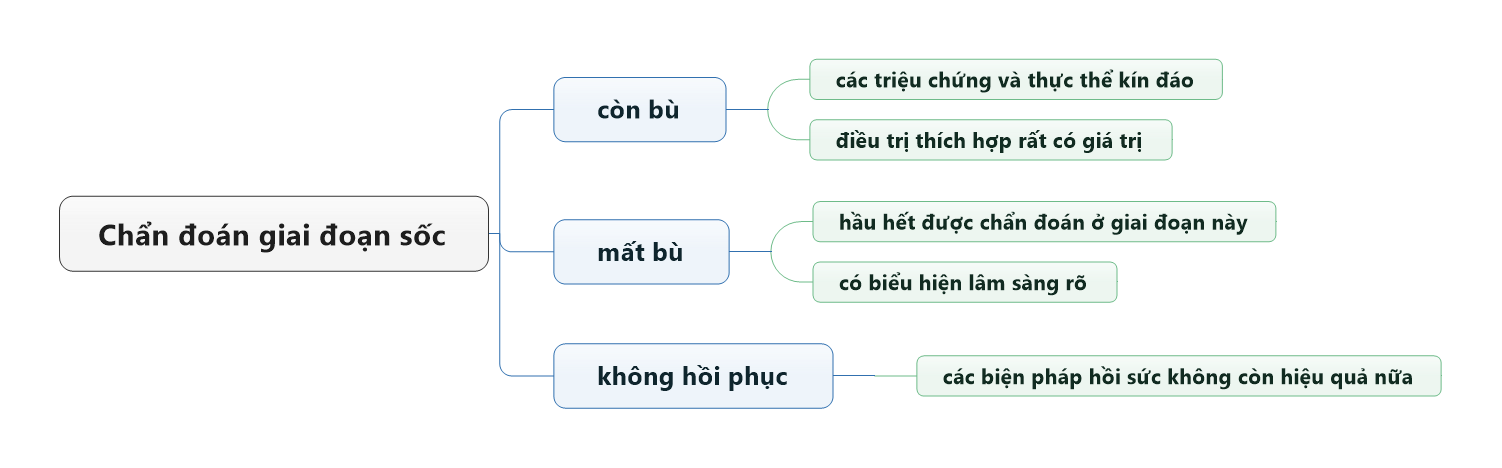 Chẩn đoán giai đoạn sốc
còn bù
các triệu chứng và thực thể kín đáo
điều trị thích hợp rất có giá trị
mất bù
hầu hết được chẩn đoán ở giai đoạn này
có biểu hiện lâm sàng rõ
không hồi phục
các biện pháp hồi sức không còn hiệu quả nữa